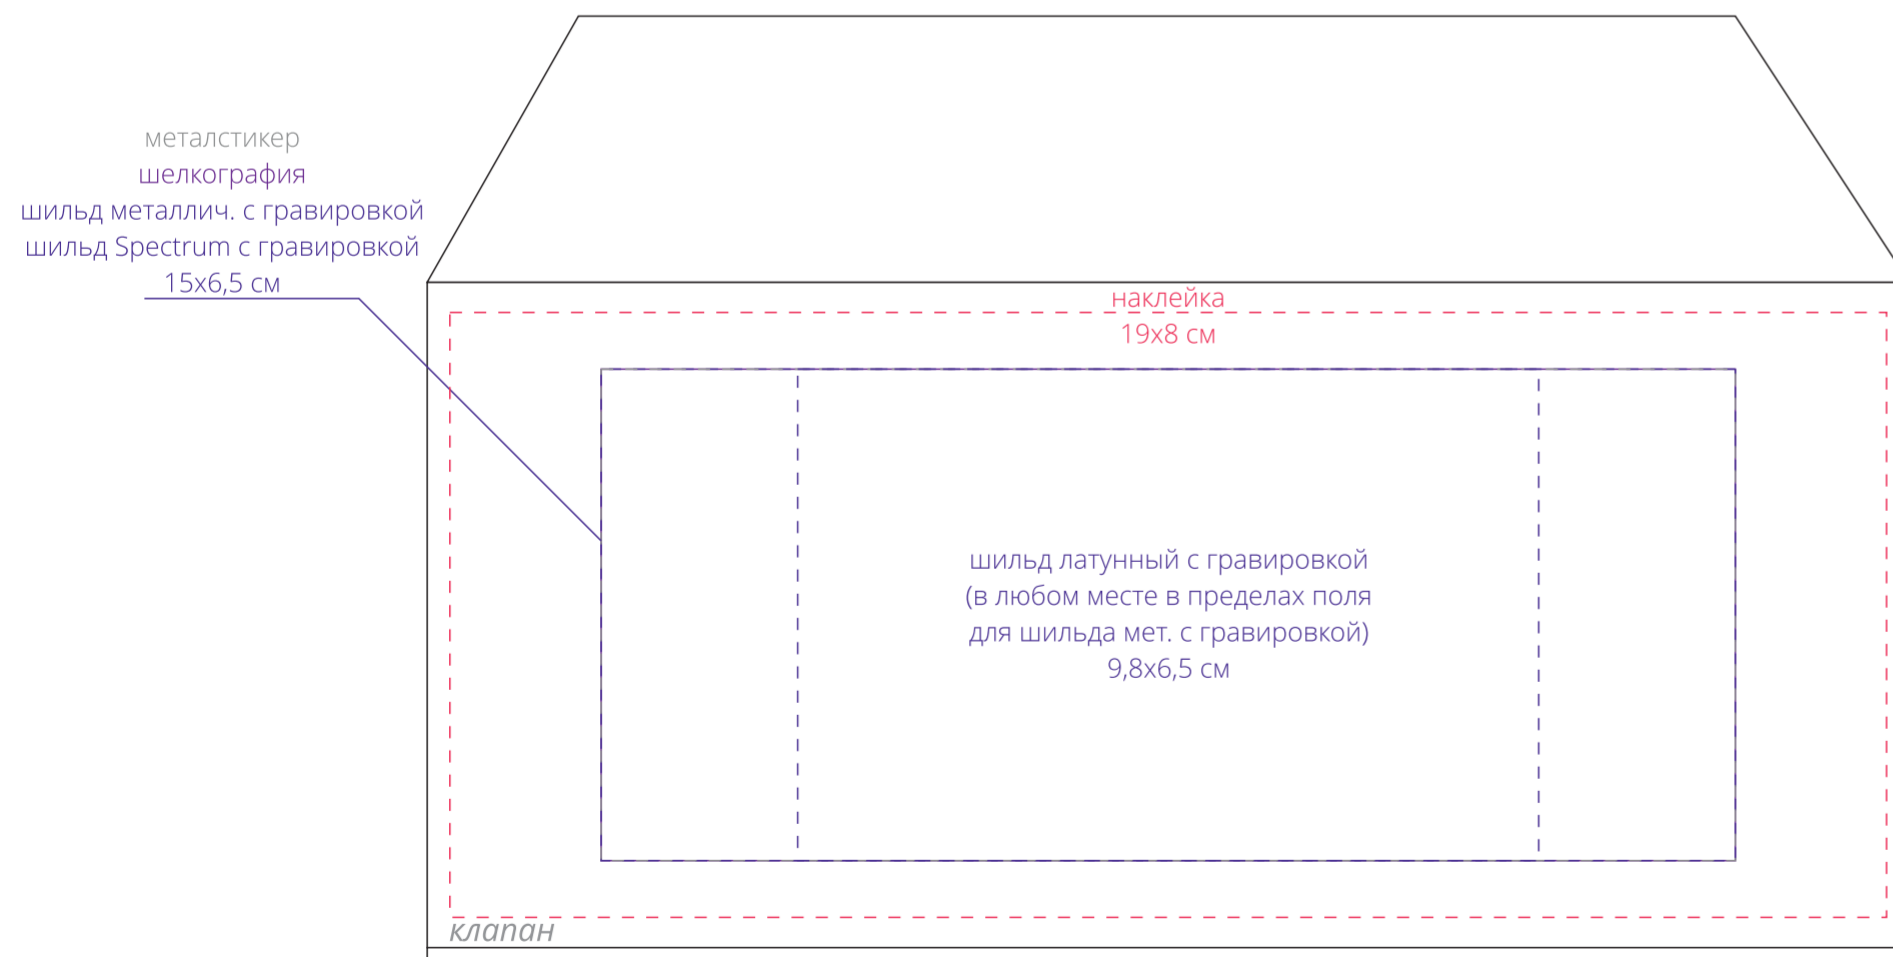 металстикер
шелкография
шильд металлич. с гравировкой
шильд Spectrum с гравировкой
15х6,5 см
наклейка
19х8 см
шильд латунный с гравировкой
(в любом месте в пределах поля
для шильда мет. с гравировкой)
9,8х6,5 см
клапан